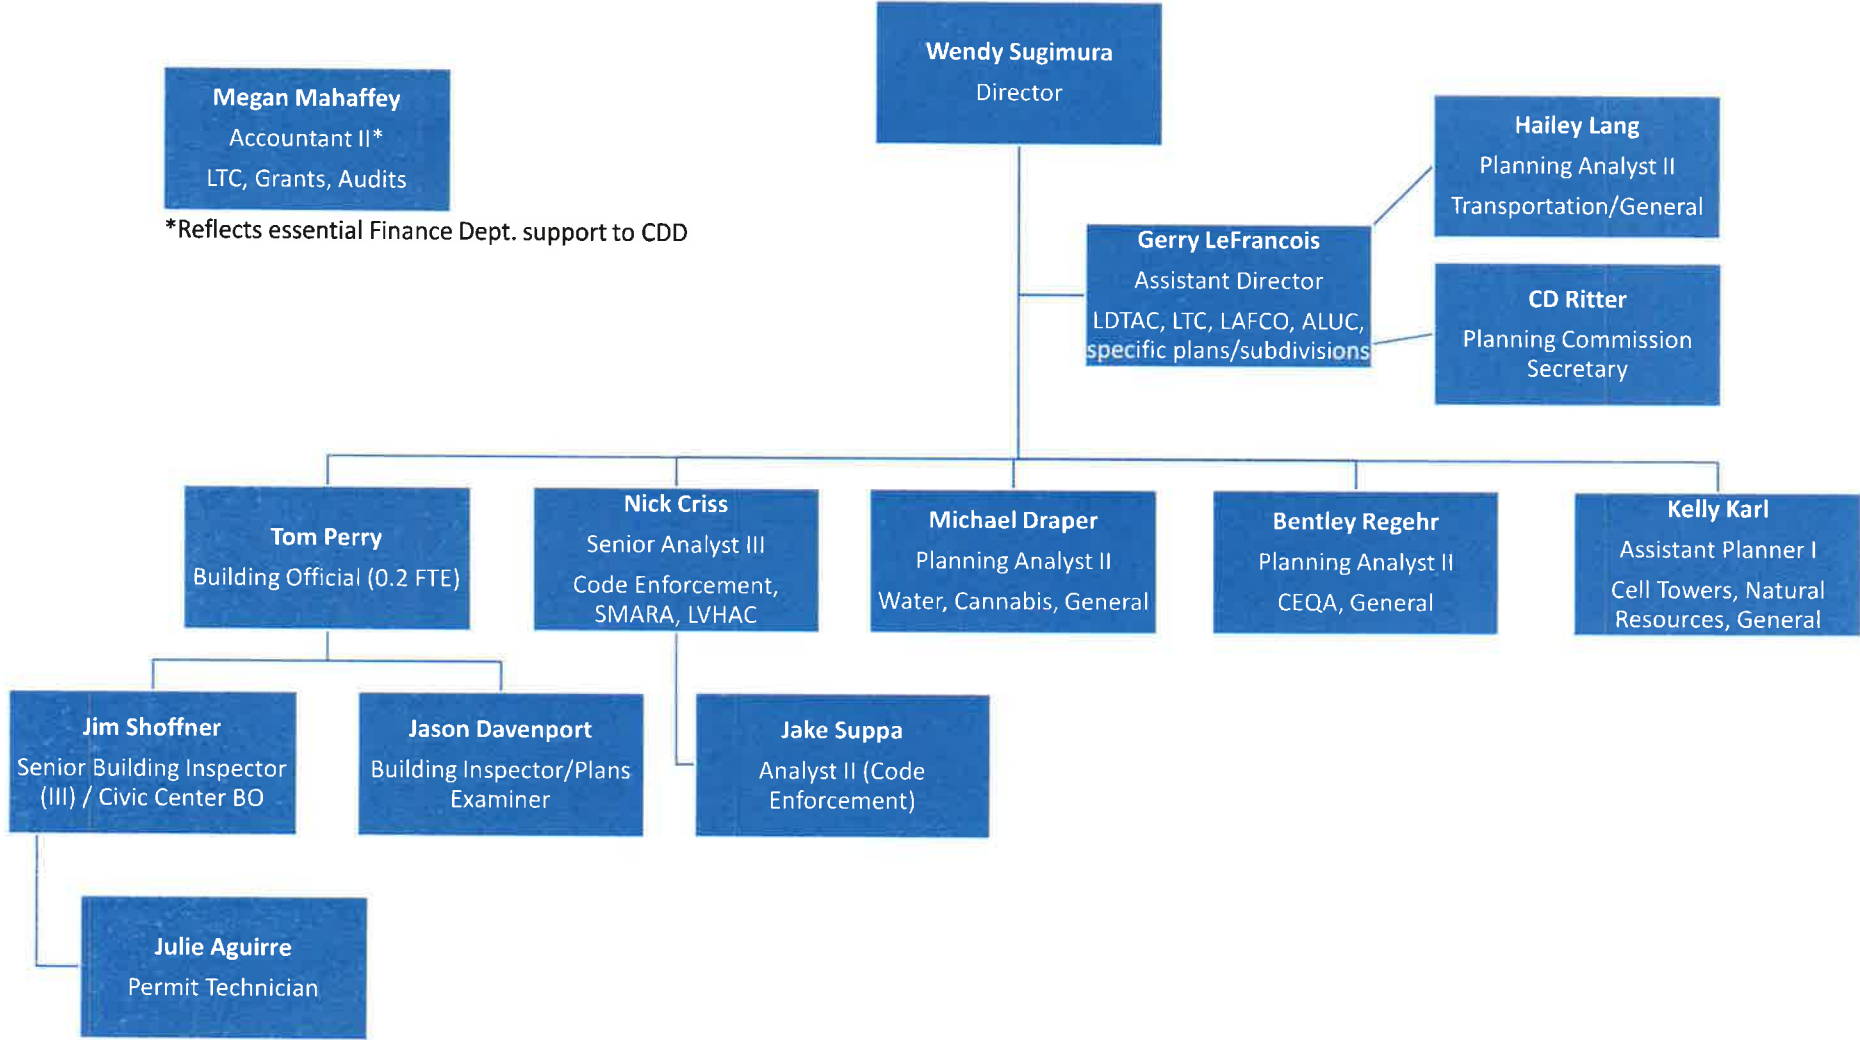 Wendy Sugimura
Director
Megan Mahaffey
Accountant II*
LTC, Grants, Audits
*Reflects essential Finance Dept. support to CDD
Hailey Lang
Planning Analyst II
Transportation/General
Gerry LeFrancois
Assistant Director
LDTAC, LTC, LAFCO, ALUC,
specific plans/subdivisions
CD Ritter
Planning Commission
Secretary
Tom Perry
Building Official (0.2 FTE)
Nick Criss
Senior Analyst III
Code Enforcement,
SMARA, LVHAC
Michael Draper
Planning Analyst II
Water, Cannabis, General
Bentley Regehr
Planning Analyst II
CEQA, General
Kelly Karl
Assistant Planner I
Cell Towers, Natural
Resources, General
Jim Shoffner
Senior Building Inspector
(III) / Civic Center BO
Jason Davenport
Building Inspector/Plans
Examiner
Jake Suppa
Analyst II (Code
Enforcement)
Julie Aguirre
Permit Technician